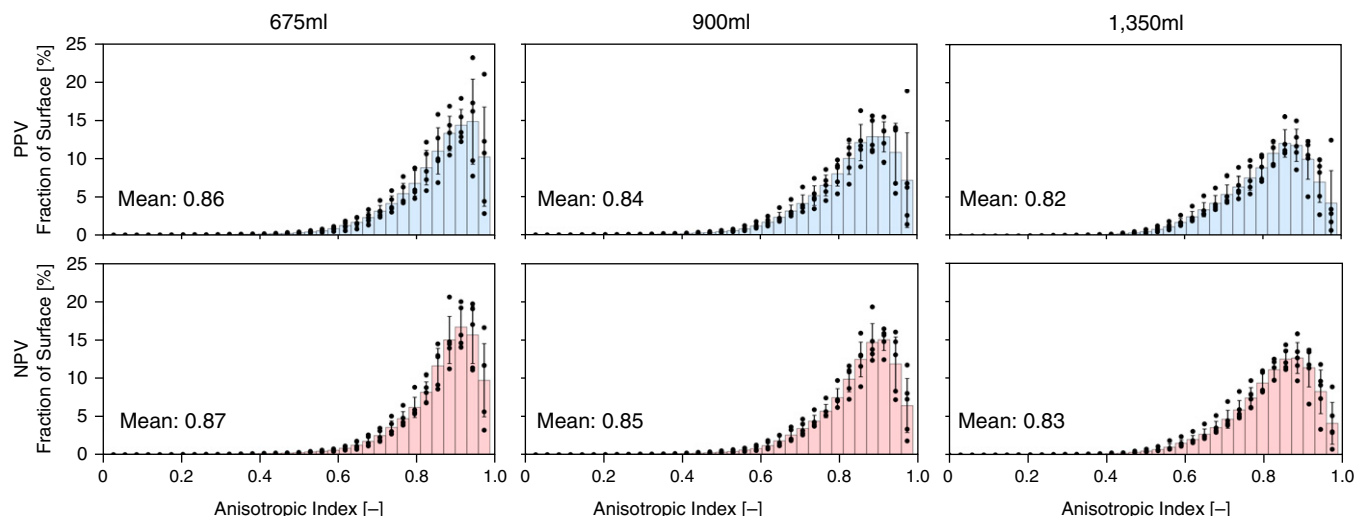 675ml
900ml
1,350ml
PPV
Fraction of Surface [%]
25
20
15
10
5
0
Mean: 0.86
Mean: 0.84
Mean: 0.82
NPV
Fraction of Surface [%]
25
20
15
10
5
0
Mean: 0.87
Mean: 0.85
Mean: 0.83
0 0.2 0.4 0.6 0.8 1.0
0 0.2 0.4 0.6 0.8 1.0
0 0.2 0.4 0.6 0.8 1.0
Anisotropic Index [–]
Anisotropic Index [–]
Anisotropic Index [–]